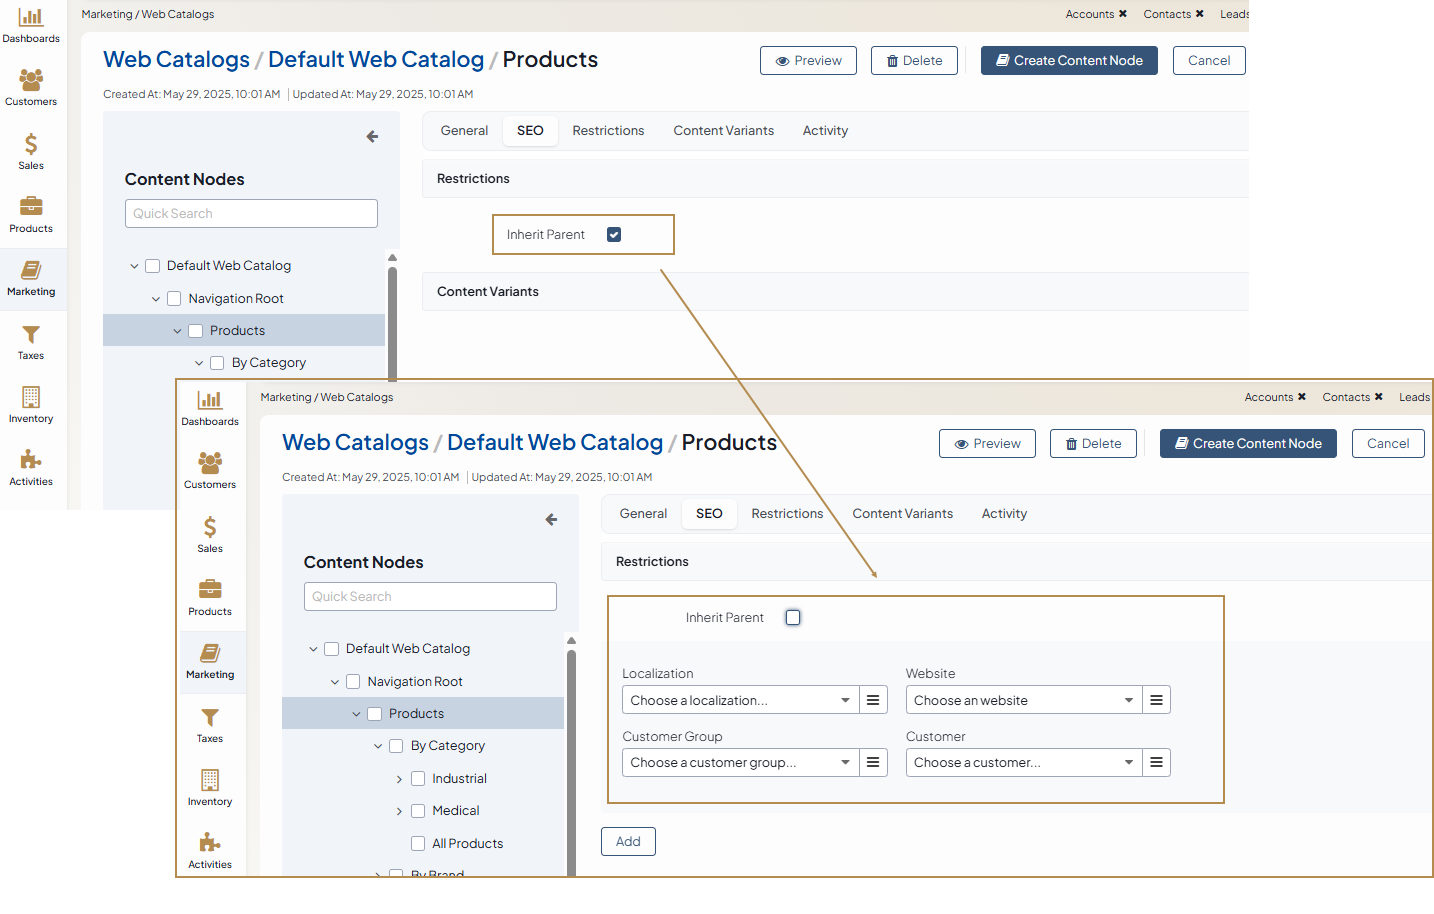 Marketing / Web Catalogs
Accounts ✖ Contacts ✖ Leads
Dashboards
Customers
Sales
Products
Marketing
Taxes
Inventory
Activities
Web Catalogs / Default Web Catalog / Products
Preview Delete Create Content Node Cancel
Created At: May 29, 2025, 10:01 AM | Updated At: May 29, 2025, 10:01 AM
Content Nodes
Quick Search
Default Web Catalog
Navigation Root
Products
By Category
General SEO Restrictions Content Variants Activity
Restrictions
Inherit Parent
Content Variants
Marketing / Web Catalogs
Accounts ✖ Contacts ✖ Leads
Dashboards
Customers
Sales
Products
Marketing
Taxes
Inventory
Activities
Web Catalogs / Default Web Catalog / Products
Preview Delete Create Content Node Cancel
Created At: May 29, 2025, 10:01 AM | Updated At: May 29, 2025, 10:01 AM
Content Nodes
Quick Search
Default Web Catalog
Navigation Root
Products
By Category
Industrial
Medical
All Products
By Brand
General SEO Restrictions Content Variants Activity
Restrictions
Inherit Parent
Localization Website
Choose a localization... Choose an website
Customer Group Customer
Choose a customer group... Choose a customer...
Add